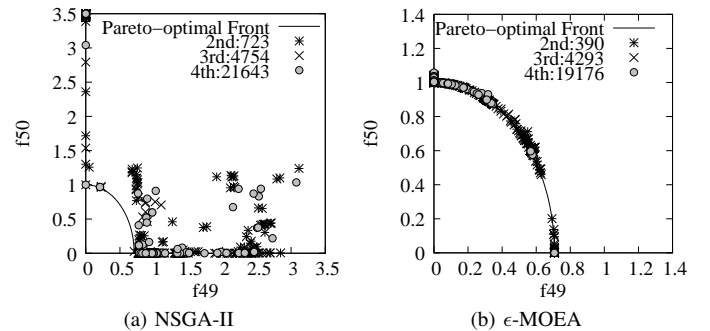 3.5
3
2.5
2
1.5
1
0.5
0
0 0.5 1 1.5 2 2.5 3 3.5
f50
f49
Pareto-optimal Front
2nd:723
3rd:4754
4th:21643
(a) NSGA-II
1.4
1.2
1
0.8
0.6
0.4
0.2
0
0 0.2 0.4 0.6 0.8 1 1.2 1.4
f50
f49
Pareto-optimal Front
2nd:390
3rd:4293
4th:19176
(b) ϵ-MOEA